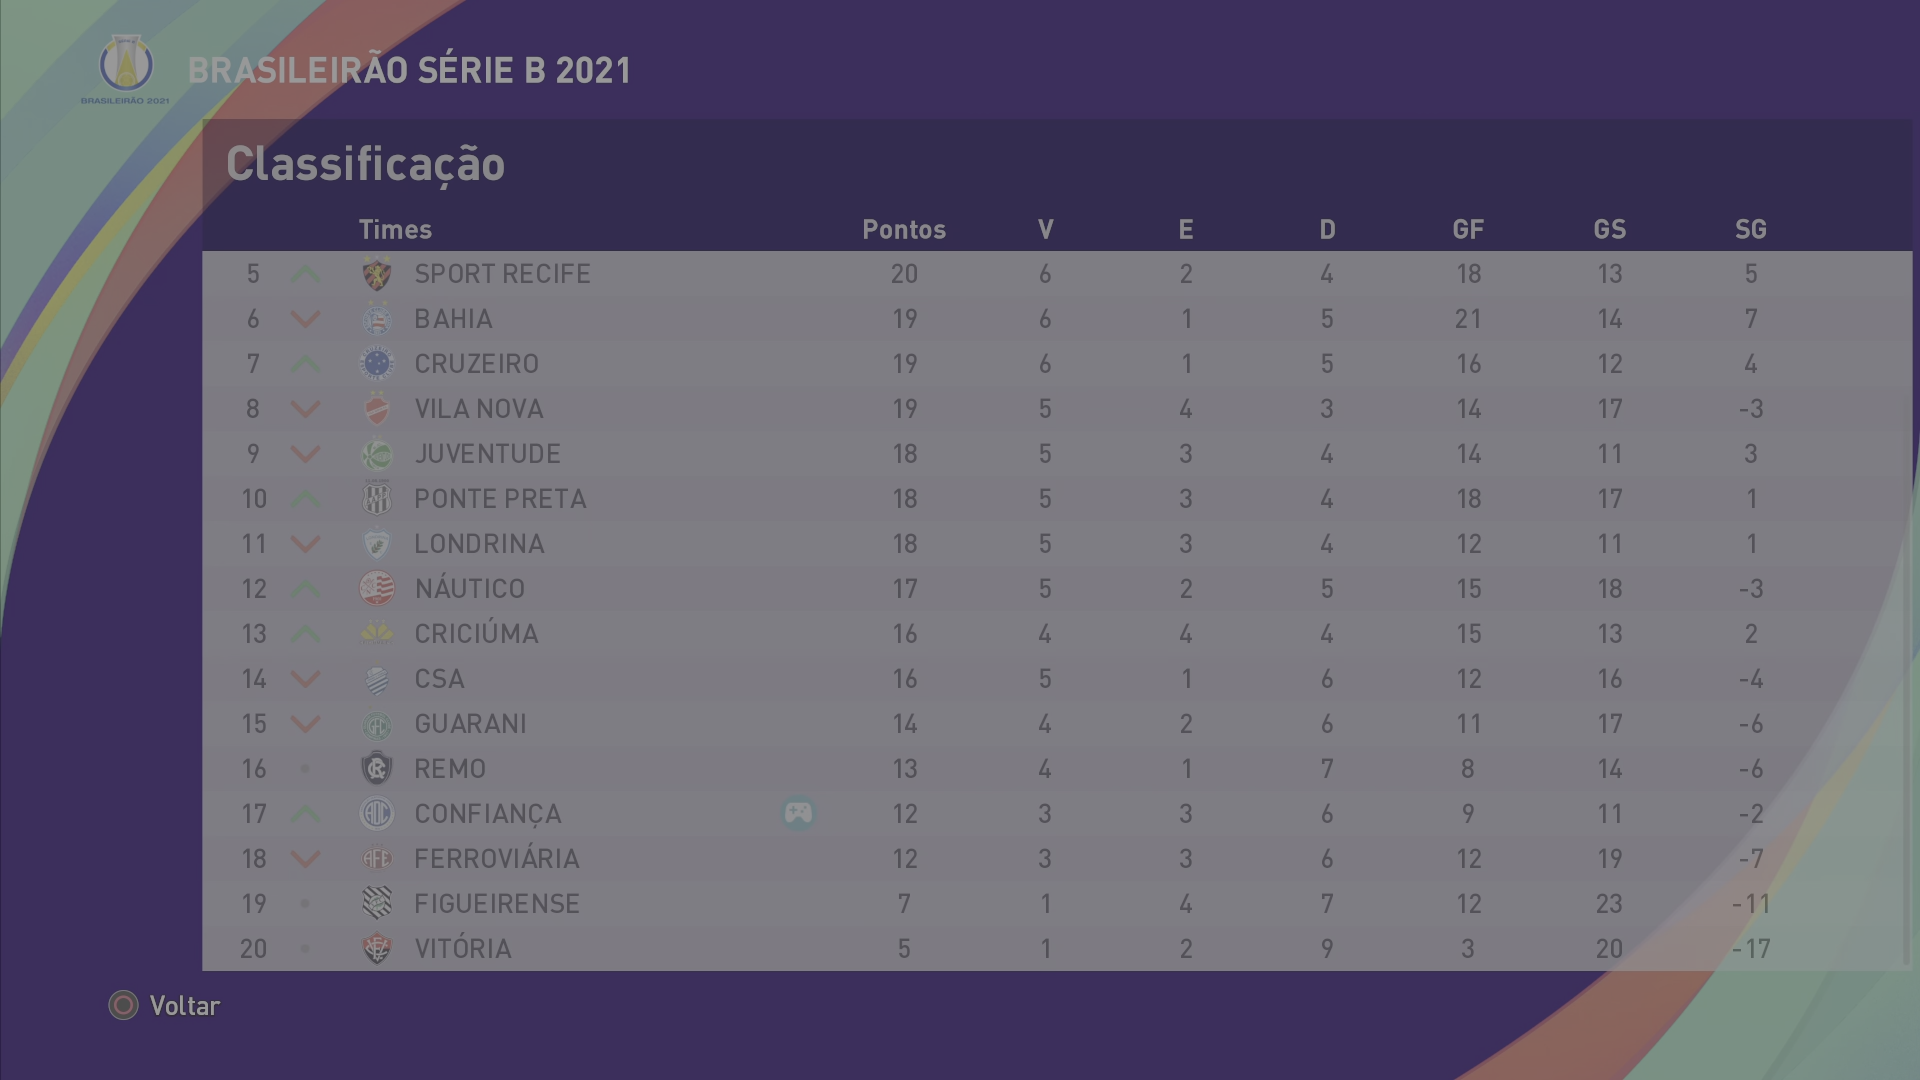 BRASILEIRÃO 2021
BRASILEIRÃO SÉRIE B 2021
Classificação
Times Pontos V E D GF GS SG
5 SPORT RECIFE 20 6 2 4 18 13 5
6 BAHIA 19 6 1 5 21 14 7
7 CRUZEIRO 19 6 1 5 16 12 4
8 VILA NOVA 19 5 4 3 14 17 -3
9 JUVENTUDE 18 5 3 4 14 11 3
10 PONTE PRETA 18 5 3 4 18 17 1
11 LONDRINA 18 5 3 4 12 11 1
12 NÁUTICO 17 5 2 5 15 18 -3
13 CRICIÚMA 16 4 4 4 15 13 2
14 CSA 16 5 1 6 12 16 -4
15 GUARANI 14 4 2 6 11 17 -6
16 REMO 13 4 1 7 8 14 -6
17 CONFIANÇA 12 3 3 6 9 11 -2
18 AFE FERROVIÁRIA 12 3 3 6 12 19 -7
19 FIGUEIRENSE 7 1 4 7 12 23 -11
20 VITÓRIA 5 1 2 9 3 20 -17
Voltar